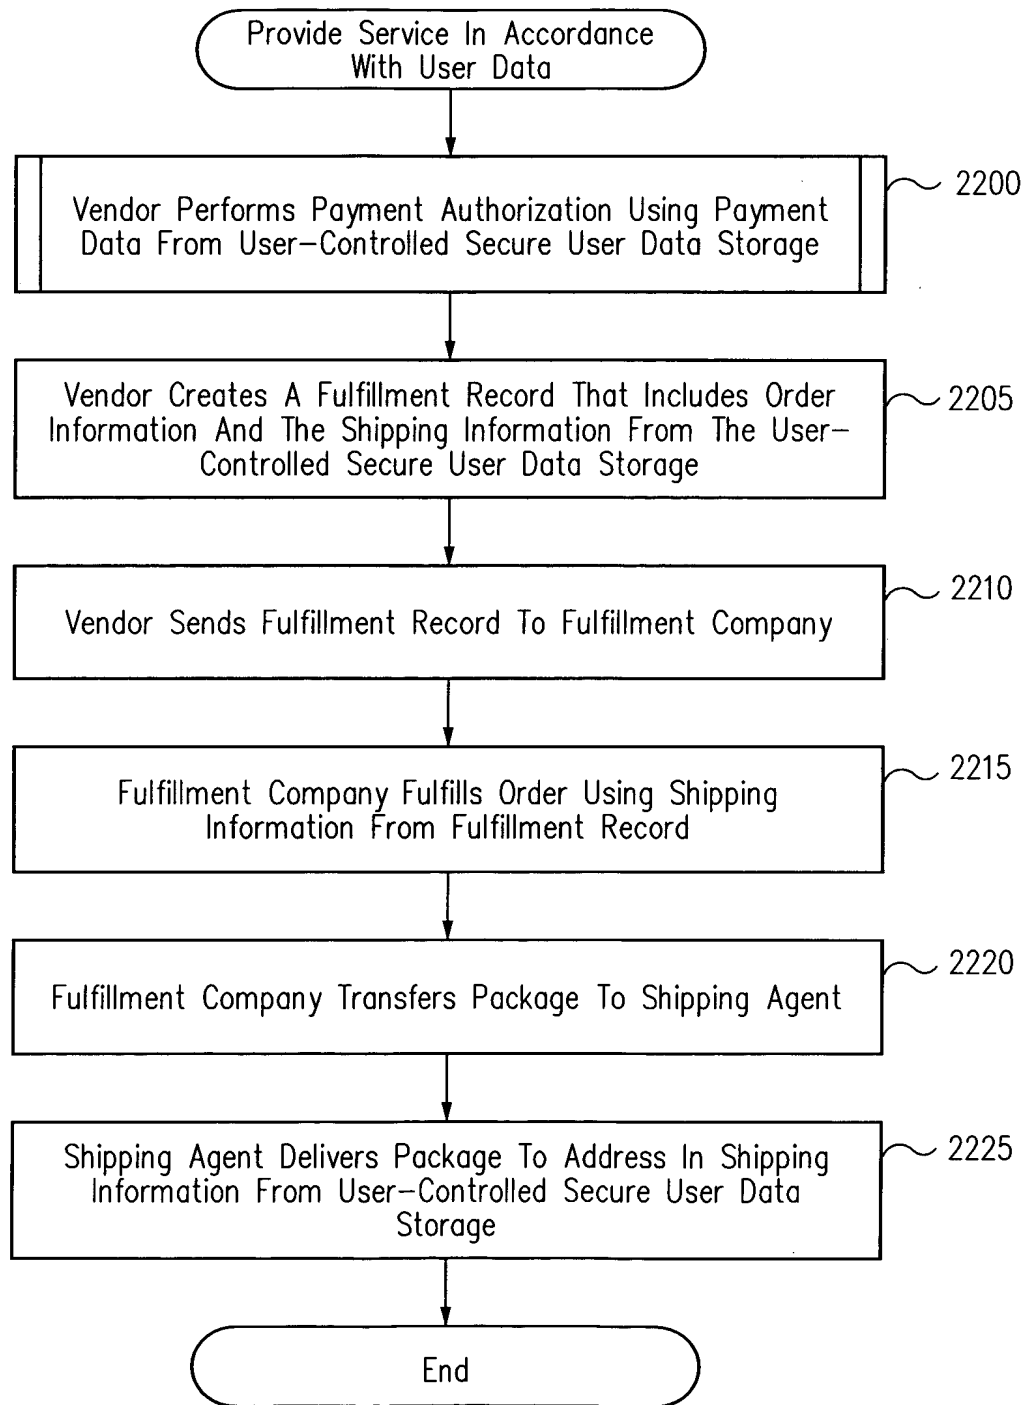 Provide Service In Accordance
With User Data
2200
Vendor Performs Payment Authorization Using Payment
Data From User-Controlled Secure User Data Storage
2205
Vendor Creates A Fulfillment Record That Includes Order
Information And The Shipping Information From The User-
Controlled Secure User Data Storage
2210
Vendor Sends Fulfillment Record To Fulfillment Company
2215
Fulfillment Company Fulfills Order Using Shipping
Information From Fulfillment Record
2220
Fulfillment Company Transfers Package To Shipping Agent
2225
Shipping Agent Delivers Package To Address In Shipping
Information From User-Controlled Secure User Data
Storage
End